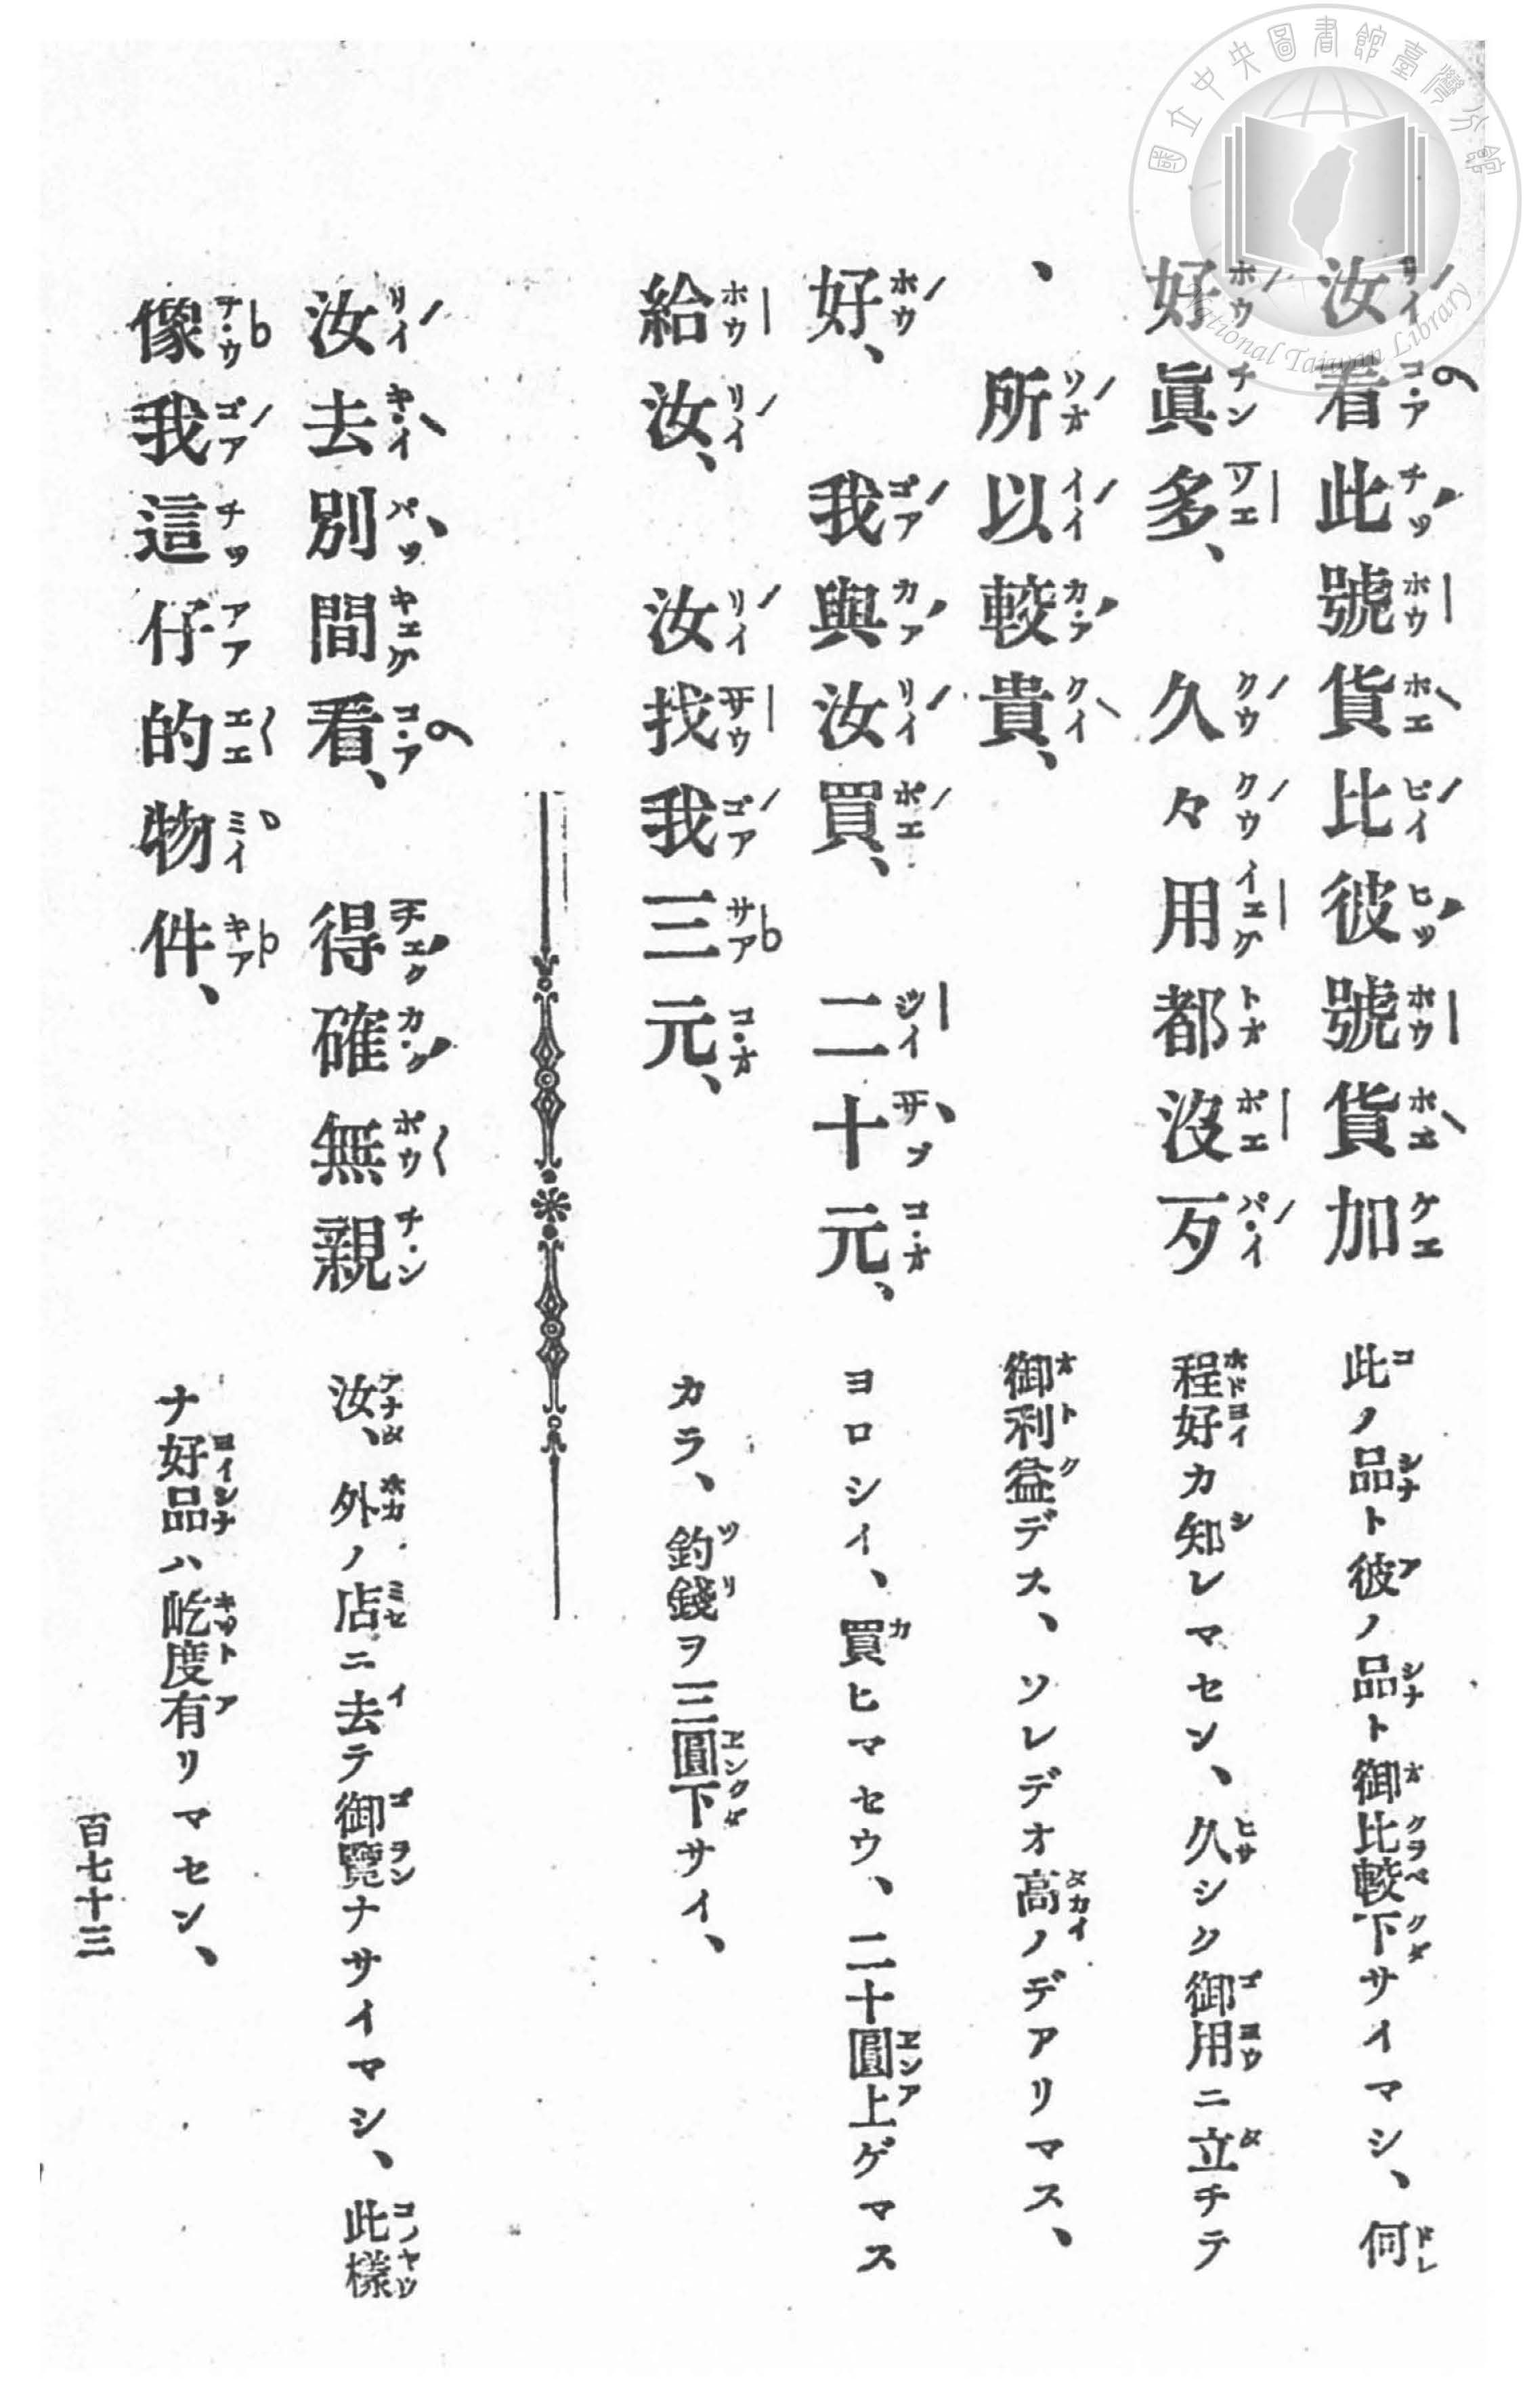 國立中央圖書館臺灣分館
National Taiwan Library
汝看此號貨比彼號貨加
好眞多、久々用都沒歹
、所以較貴、
好、我與汝買、二十元、
給汝、汝找我三元、
汝去別間看、得確無親
像我這仔的物件、
此ノ品ト彼ノ品ト御比較下サイマシ、何
程好カ知レマセン、久シク御用ニ立チテ
御利益デス、ソレデオ高ノデアリマス、
ヨロシイ、買ヒマセウ、二十圓上ゲマス
カラ、釣錢ヲ三圓下サイ、
汝、外ノ店ニ去テ御覽ナサイマシ、此樣
ナ好品ハ屹度有リマセン、
百七十三